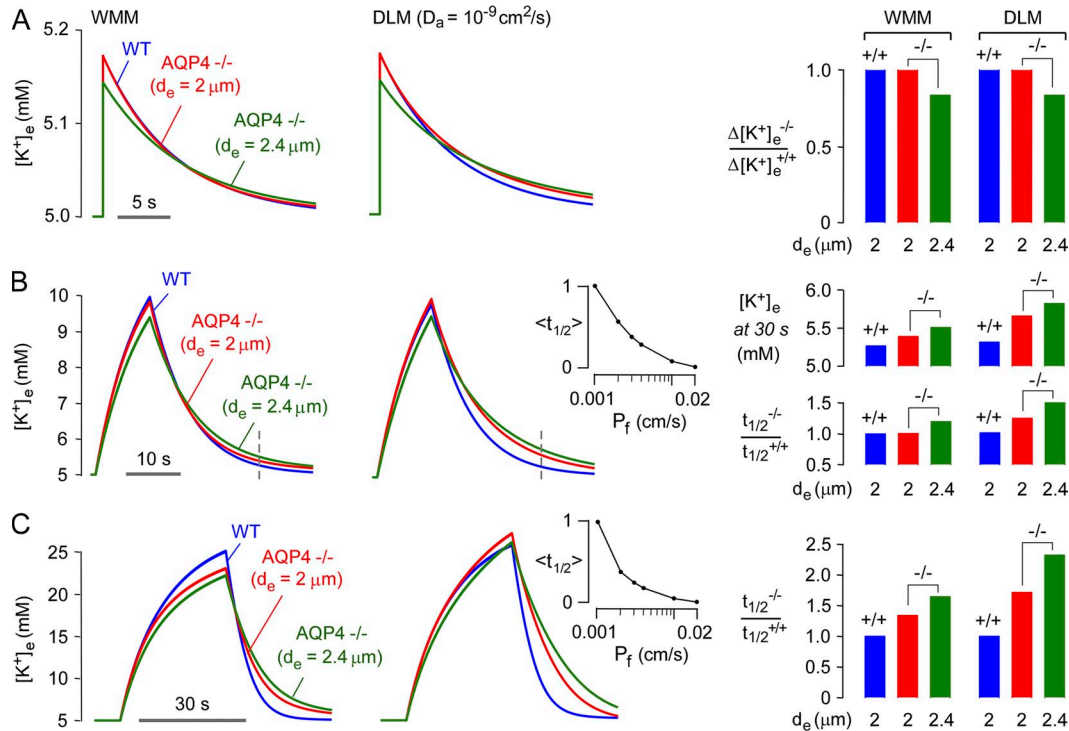 A
WMM
DLM (Dₐ = 10⁻⁹ cm²/s)
5.2
5.1
5.0
[K⁺]ₑ (mM)
WT
AQP4 -/-
(dₑ = 2 μm)
AQP4 -/-
(dₑ = 2.4 μm)
5 s
WMM
DLM
+/+
-/-
+/+
-/-
1.0
0.5
0
Δ[K⁺]ₑ⁻/⁻
Δ[K⁺]ₑ⁺/⁺
dₑ (μm)
2
2
2.4
2
2
2.4
B
10
9
8
7
6
5
[K⁺]ₑ (mM)
WT
AQP4 -/-
(dₑ = 2 μm)
AQP4 -/-
(dₑ = 2.4 μm)
10 s
1
<t₁/₂>
0
0.001
0.02
P_f (cm/s)
[K⁺]ₑ
at 30 s
(mM)
6.0
5.5
5.0
+/+
-/-
+/+
-/-
t₁/₂⁻/⁻
t₁/₂⁺/⁺
1.5
1.0
0.5
+/+
-/-
+/+
-/-
dₑ (μm)
2
2
2.4
2
2
2.4
C
25
20
15
10
5
[K⁺]ₑ (mM)
WT
AQP4 -/-
(dₑ = 2 μm)
AQP4 -/-
(dₑ = 2.4 μm)
30 s
1
<t₁/₂>
0
0.001
0.02
P_f (cm/s)
t₁/₂⁻/⁻
t₁/₂⁺/⁺
2.5
2.0
1.5
1.0
0.5
0
+/+
-/-
+/+
-/-
dₑ (μm)
2
2
2.4
2
2
2.4